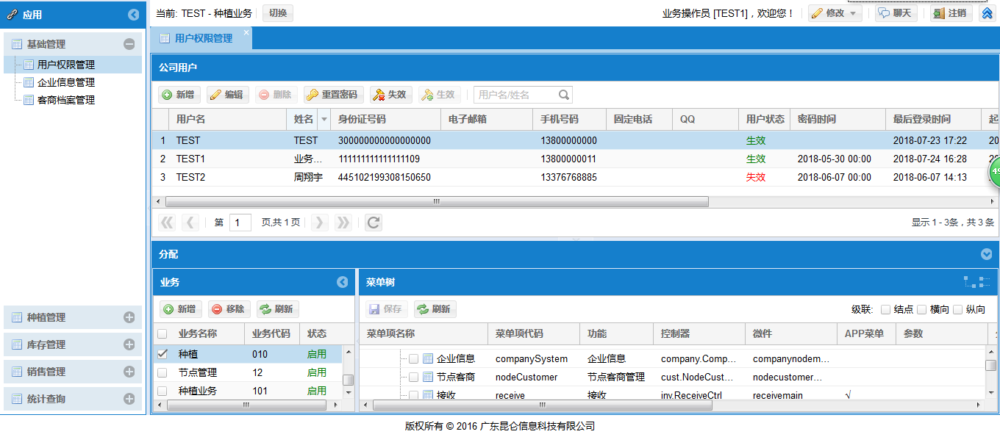 应用
当前: TEST - 种植业务 切换 业务操作员 [TEST1]，欢迎您！ 修改 聊天 注销
基础管理
用户权限管理
企业信息管理
客商档案管理
种植管理
库存管理
销售管理
统计查询
用户权限管理
公司用户
新增 编辑 删除 重置密码 失效 生效 用户名/姓名
用户名 姓名 身份证号码 电子邮箱 手机号码 固定电话 QQ 用户状态 密码时间 最后登录时间 起
1 TEST TEST 300000000000000000 13800000000 生效 2018-07-23 17:22 20
2 TEST1 业务... 111111111111111109 13800000011 生效 2018-05-30 00:00 2018-07-24 16:28 20
3 TEST2 周翔宇 445102199308150650 13376768885 失效 2018-06-07 00:00 2018-06-07 14:13
49
第 1 页,共 1 页 显示 1 - 3条，共 3 条
分配
业务
新增 移除 刷新
业务名称 业务代码 状态
种植 010 启用
节点管理 12 启用
种植业务 101 启用
菜单树
保存 刷新 级联: 结点 横向 纵向
菜单项名称 菜单项代码 功能 控制器 微件 APP菜单 参数
企业信息 companySystem 企业信息 company.Comp... companynodem...
节点客商 nodeCustomer 节点客商管理 cust.NodeCust... nodecustomer...
接收 receive 接收 inv.ReceiveCtrl receivemain √
版权所有 © 2016 广东昆仑信息科技有限公司